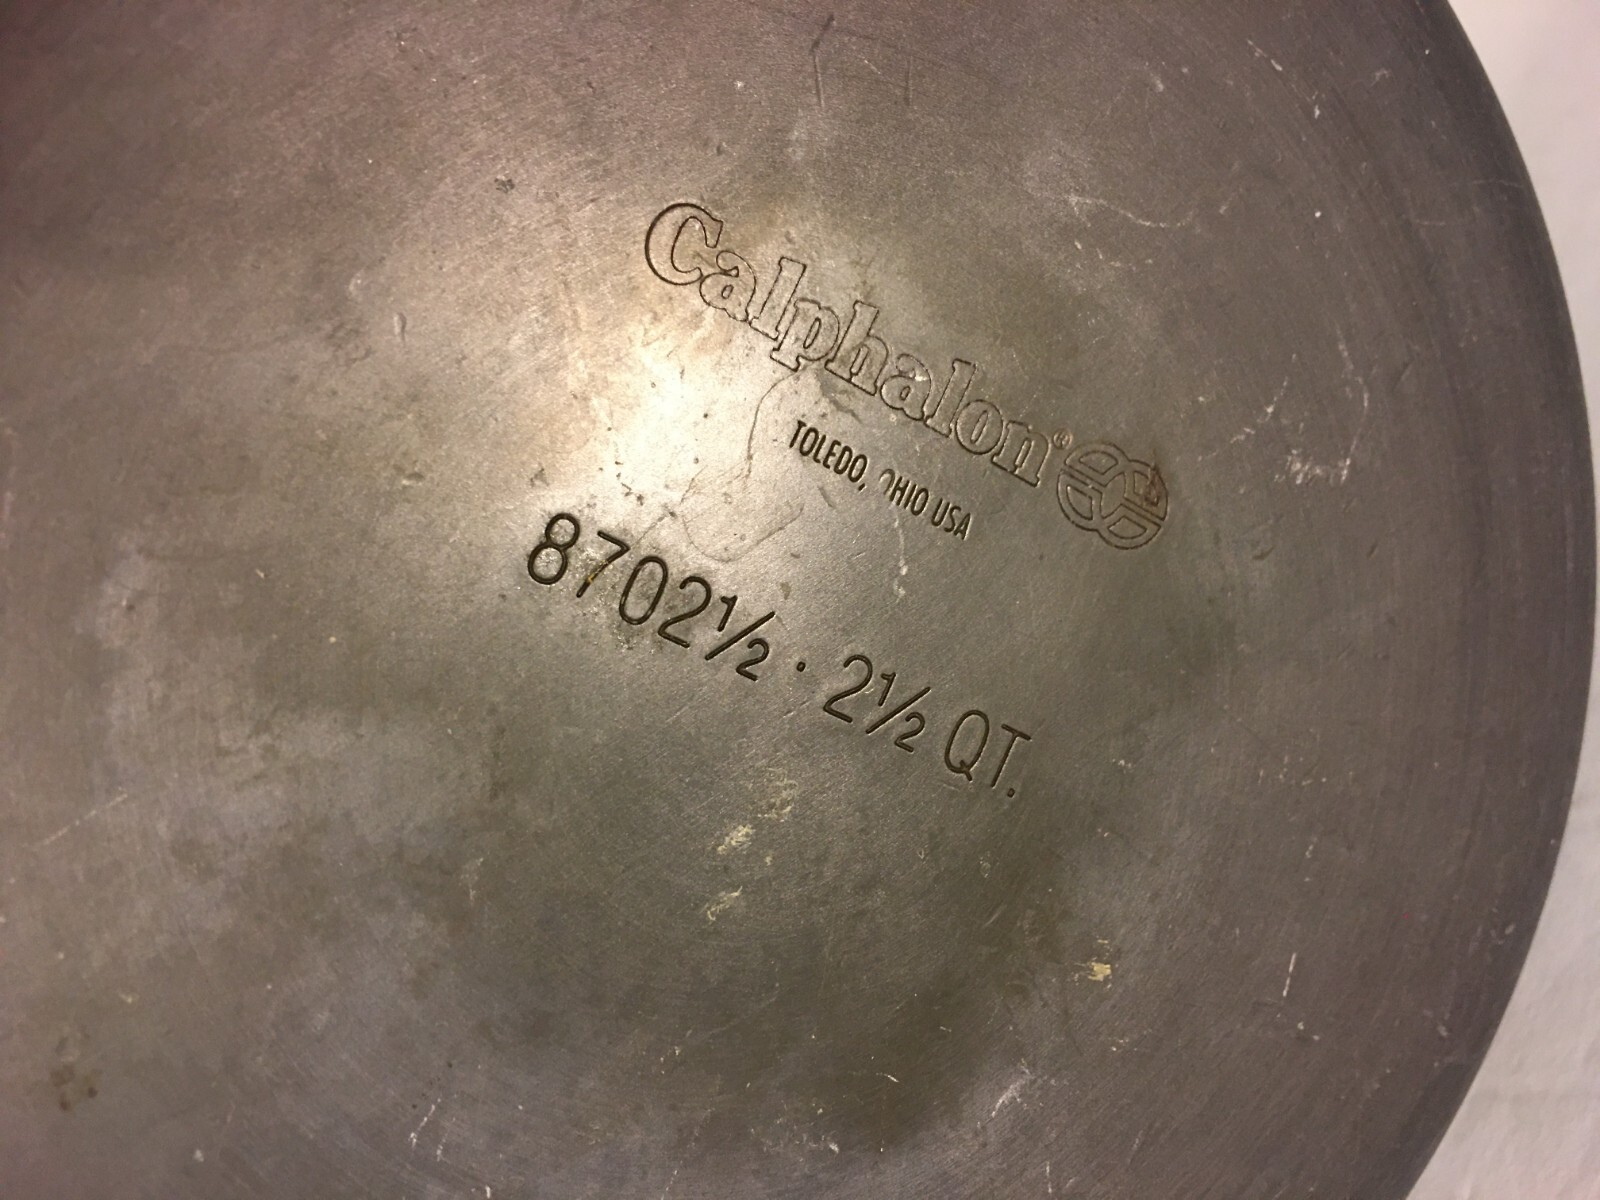 Calphalon®
TOLEDO, OHIO USA
8702½ · 2½ QT.